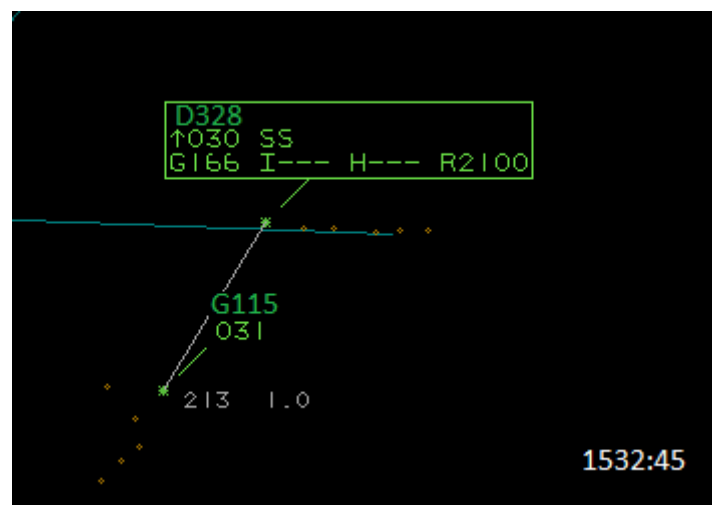 D328
↑030 SS
G166 I--- H--- R2100
G115
031
213 1.0
1532:45